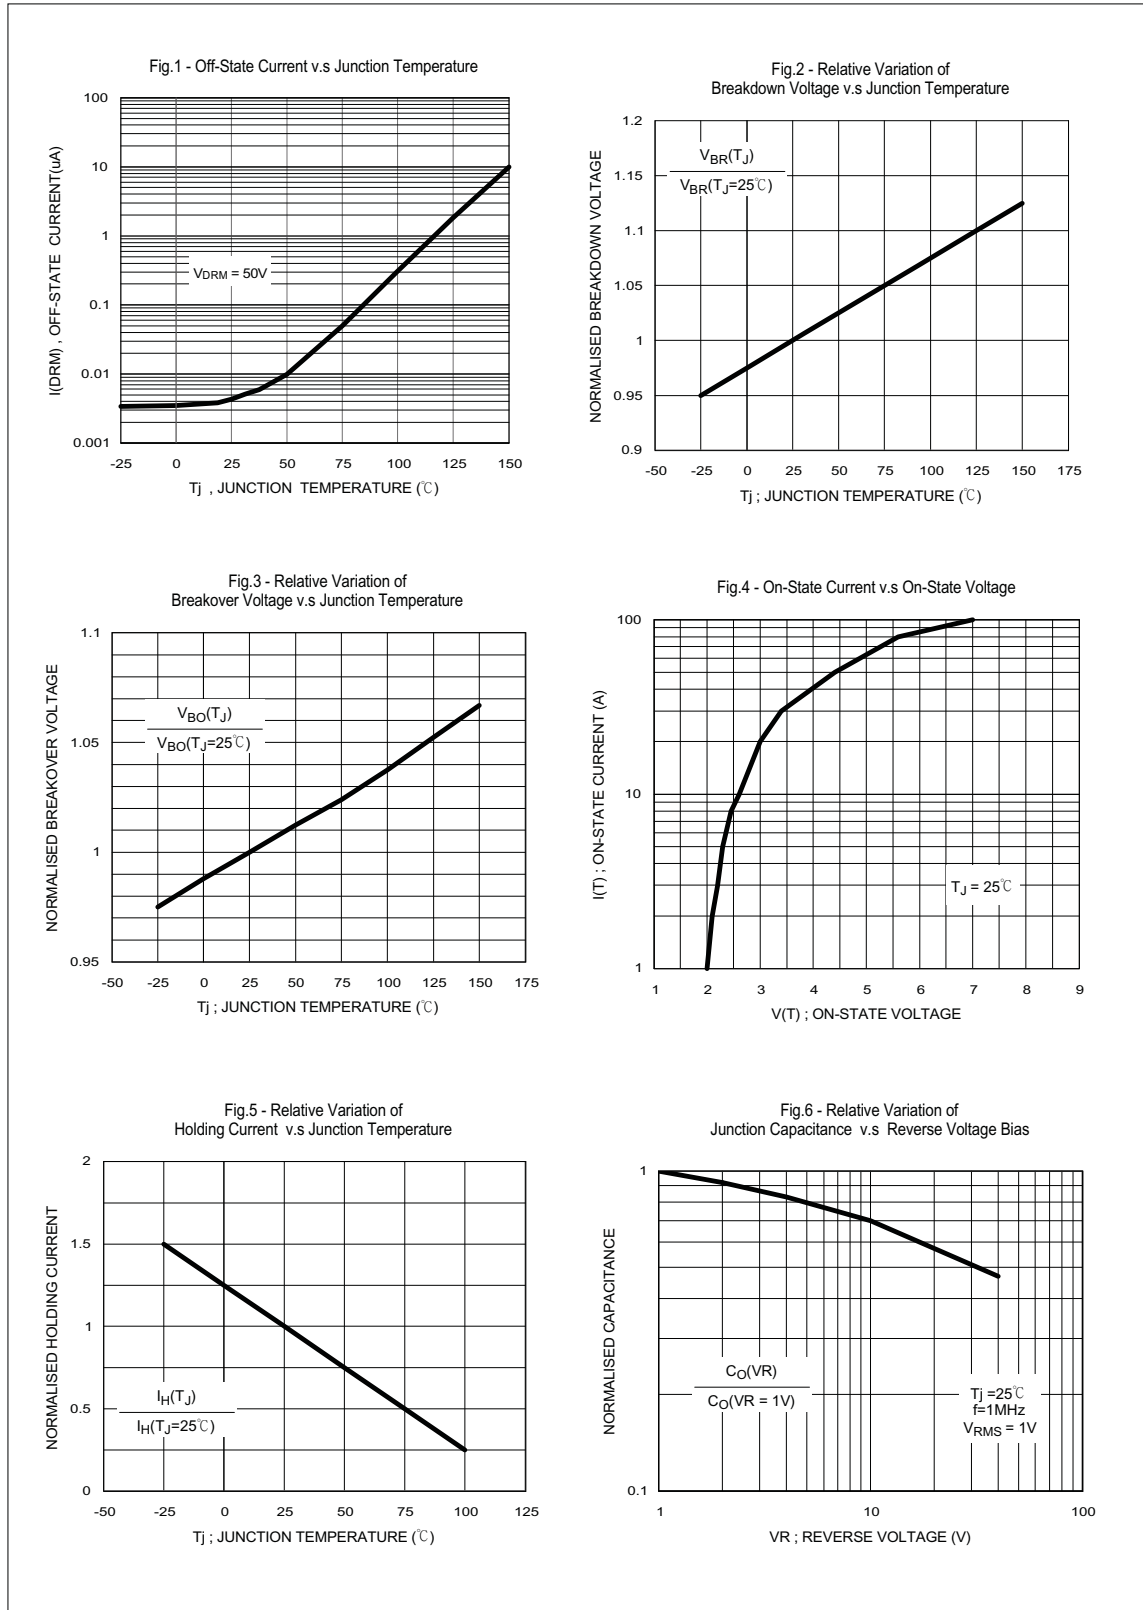 Fig.1 - Off-State Current v.s Junction Temperature
100
10
1
0.1
0.01
0.001
I(DRM) , OFF-STATE CURRENT(uA)
VDRM = 50V
-25 0 25 50 75 100 125 150
Tj , JUNCTION TEMPERATURE (℃)
Fig.2 - Relative Variation of
Breakdown Voltage v.s Junction Temperature
1.2
1.15
1.1
1.05
1
0.95
0.9
NORMALISED BREAKDOWN VOLTAGE
VBR(TJ)
VBR(TJ=25℃)
-50 -25 0 25 50 75 100 125 150 175
Tj ; JUNCTION TEMPERATURE (℃)
Fig.3 - Relative Variation of
Breakover Voltage v.s Junction Temperature
1.1
1.05
1
0.95
NORMALISED BREAKOVER VOLTAGE
VBO(TJ)
VBO(TJ=25℃)
-50 -25 0 25 50 75 100 125 150 175
Tj ; JUNCTION TEMPERATURE (℃)
Fig.4 - On-State Current v.s On-State Voltage
100
10
1
I(T) ; ON-STATE CURRENT (A)
TJ = 25℃
1 2 3 4 5 6 7 8 9
V(T) ; ON-STATE VOLTAGE
Fig.5 - Relative Variation of
Holding Current v.s Junction Temperature
2
1.5
1
0.5
0
NORMALISED HOLDING CURRENT
IH(TJ)
IH(TJ=25℃)
-50 -25 0 25 50 75 100 125
Tj ; JUNCTION TEMPERATURE (℃)
Fig.6 - Relative Variation of
Junction Capacitance v.s Reverse Voltage Bias
1
0.1
NORMALISED CAPACITANCE
CO(VR)
CO(VR = 1V)
Tj =25℃
f=1MHz
VRMS = 1V
1 10 100
VR ; REVERSE VOLTAGE (V)